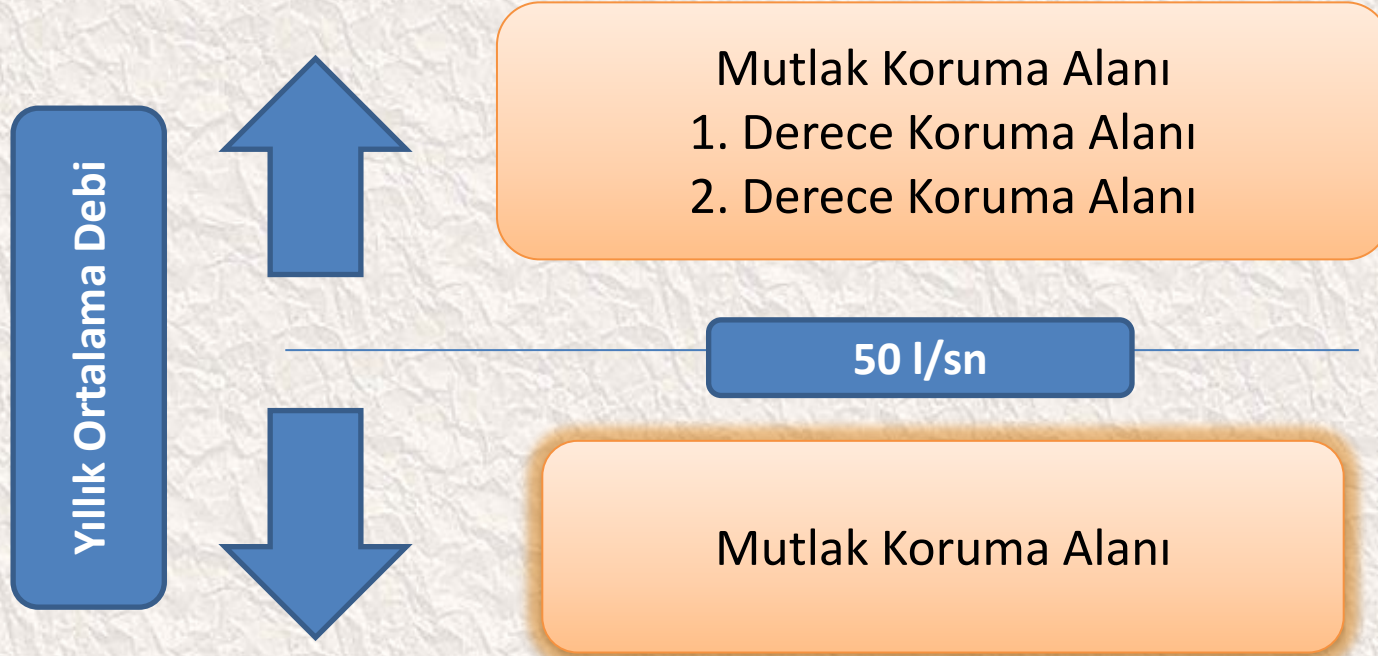 Yıllık Ortalama Debi
Mutlak Koruma Alanı
1. Derece Koruma Alanı
2. Derece Koruma Alanı
50 l/sn
Mutlak Koruma Alanı